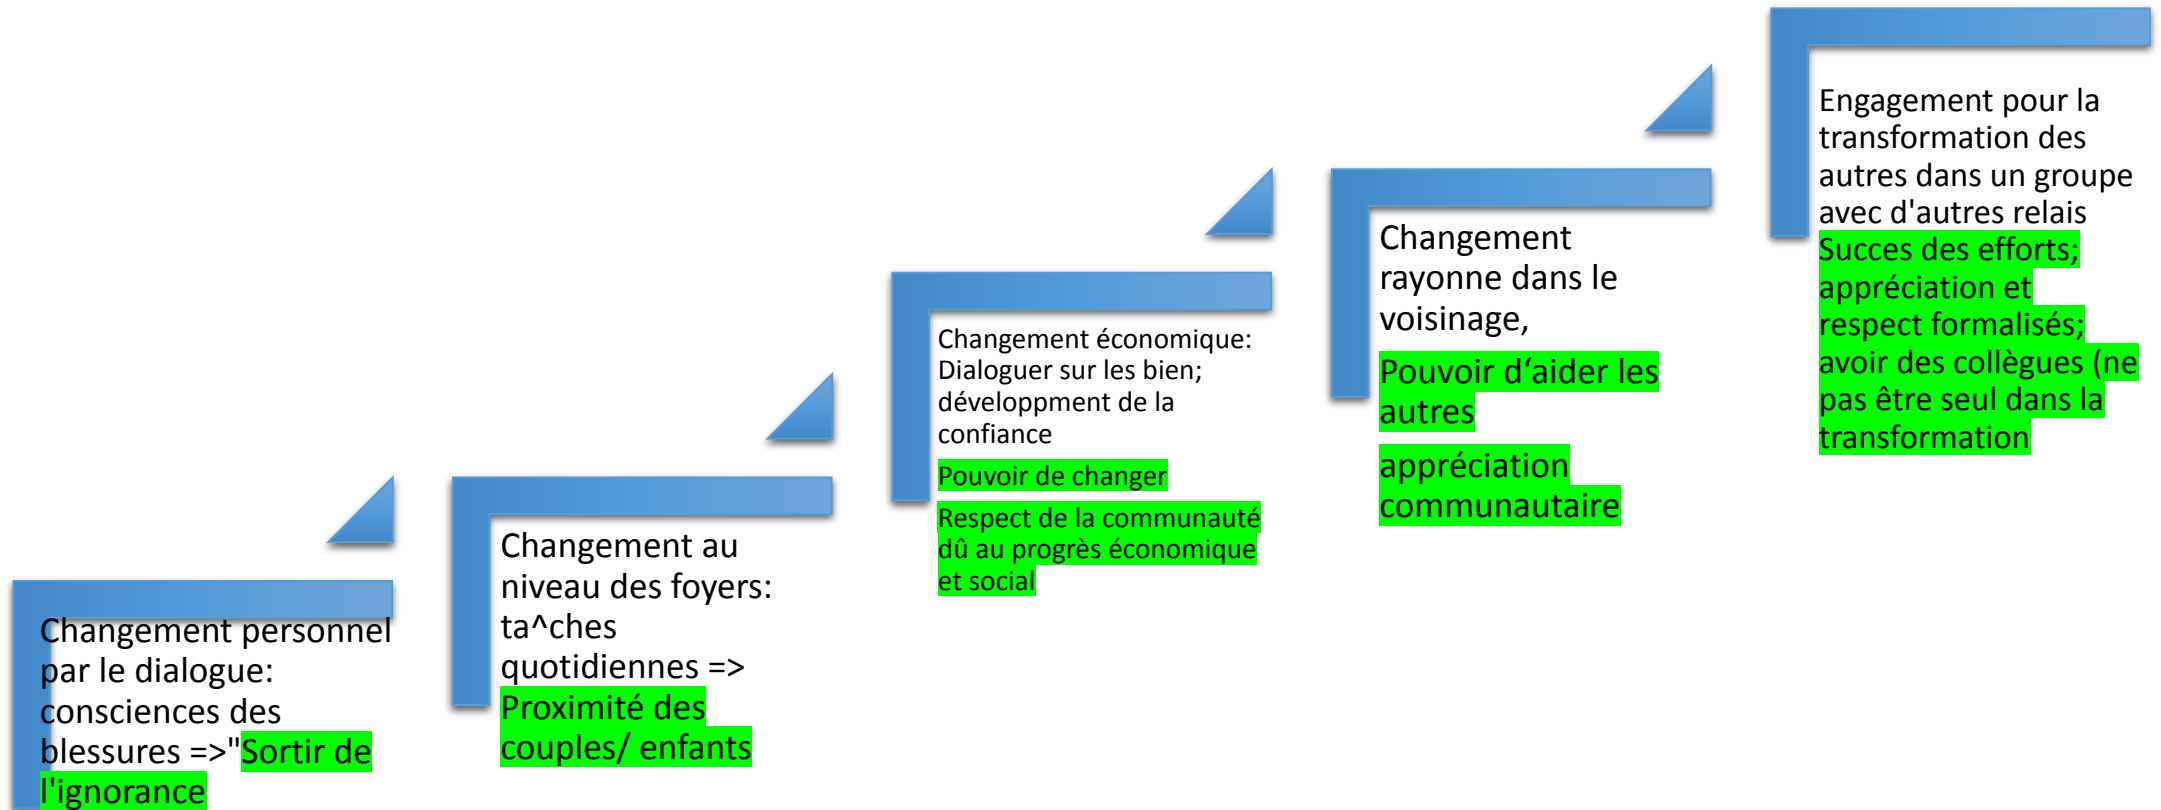 Changement personnel
par le dialogue:
consciences des
blessures =>"Sortir de
l'ignorance
Changement au
niveau des foyers:
ta^ches
quotidiennes =>
Proximité des
couples/ enfants
Changement économique:
Dialoguer sur les bien;
développment de la
confiance
Pouvoir de changer
Respect de la communauté
dû au progrès économique
et social
Changement
rayonne dans le
voisinage,
Pouvoir d‘aider les
autres
appréciation
communautaire
Engagement pour la
transformation des
autres dans un groupe
avec d'autres relais
Succes des efforts;
appréciation et
respect formalisés;
avoir des collègues (ne
pas être seul dans la
transformation